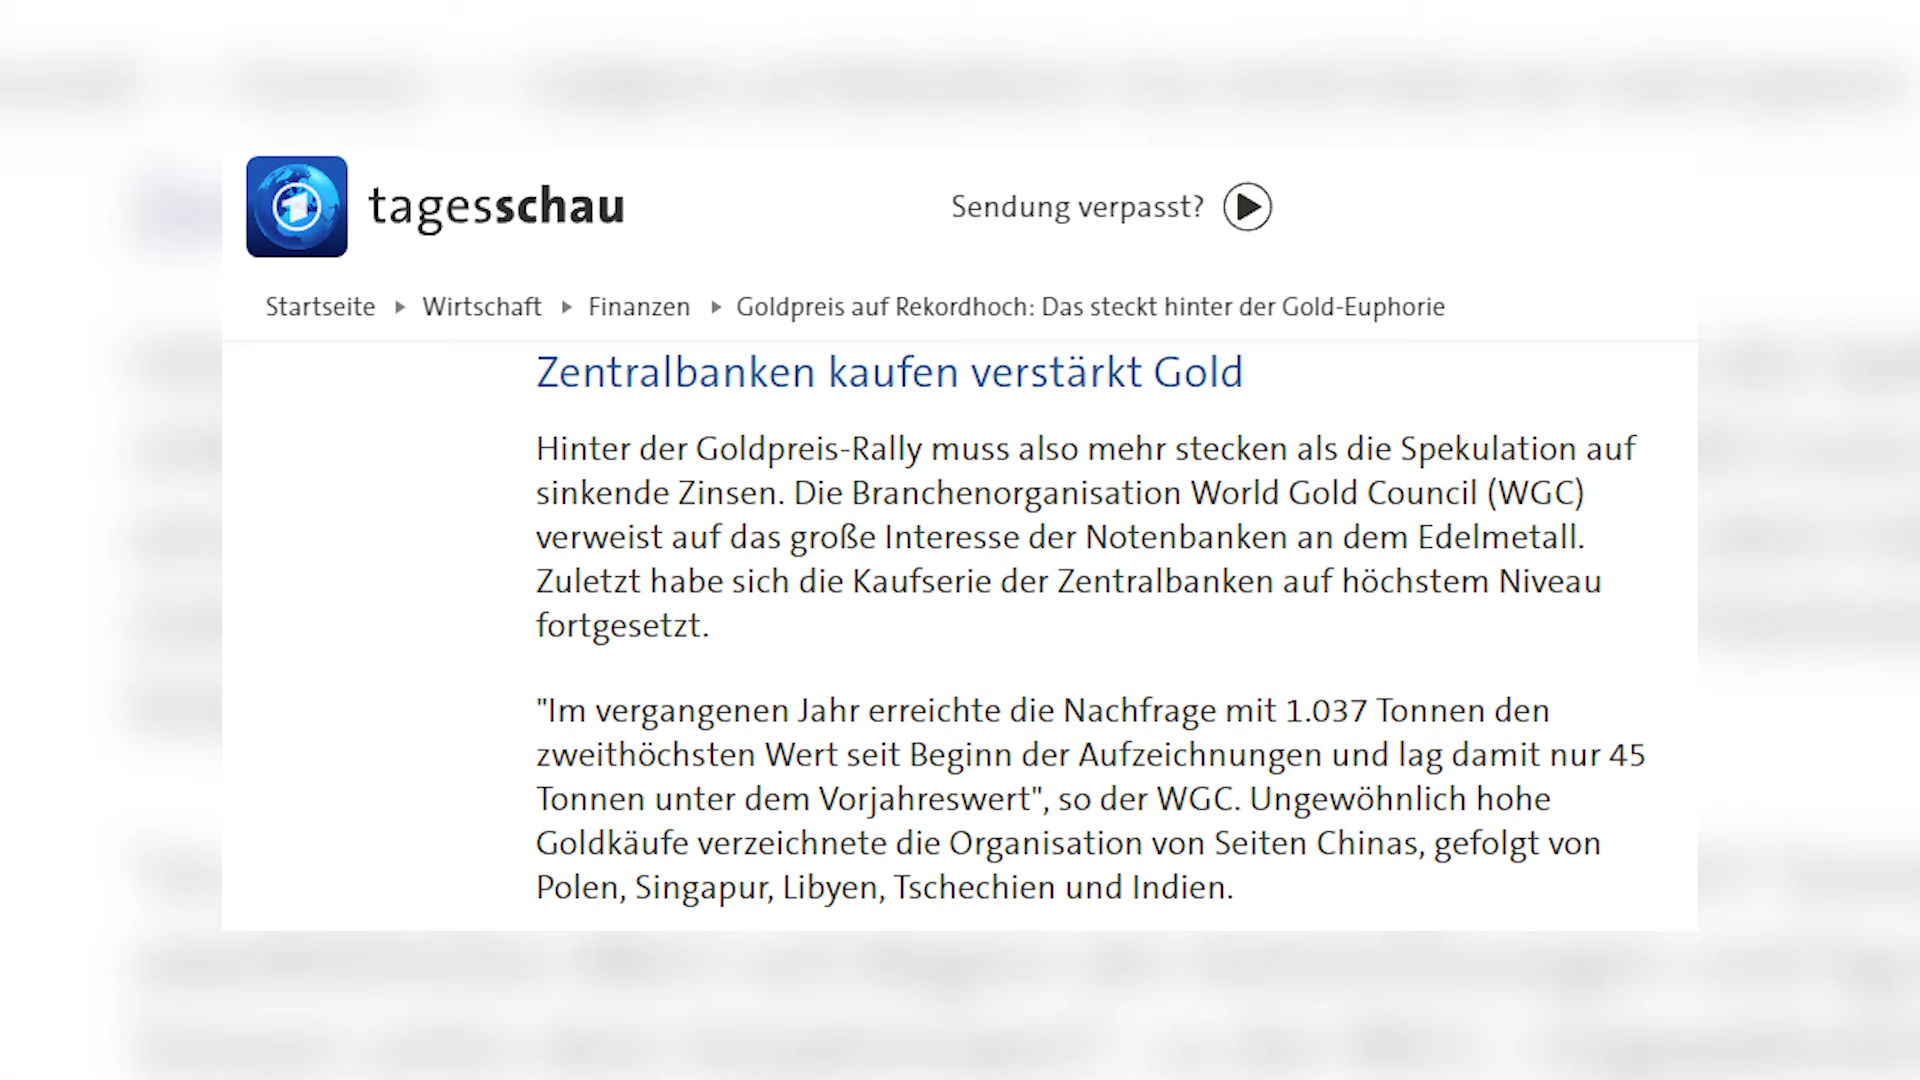 tagesschau
Sendung verpasst?
Startseite ▸ Wirtschaft ▸ Finanzen ▸ Goldpreis auf Rekordhoch: Das steckt hinter der Gold-Euphorie
Zentralbanken kaufen verstärkt Gold
Hinter der Goldpreis-Rally muss also mehr stecken als die Spekulation auf
sinkende Zinsen. Die Branchenorganisation World Gold Council (WGC)
verweist auf das große Interesse der Notenbanken an dem Edelmetall.
Zuletzt habe sich die Kaufserie der Zentralbanken auf höchstem Niveau
fortgesetzt.
"Im vergangenen Jahr erreichte die Nachfrage mit 1.037 Tonnen den
zweithöchsten Wert seit Beginn der Aufzeichnungen und lag damit nur 45
Tonnen unter dem Vorjahreswert", so der WGC. Ungewöhnlich hohe
Goldkäufe verzeichnete die Organisation von Seiten Chinas, gefolgt von
Polen, Singapur, Libyen, Tschechien und Indien.